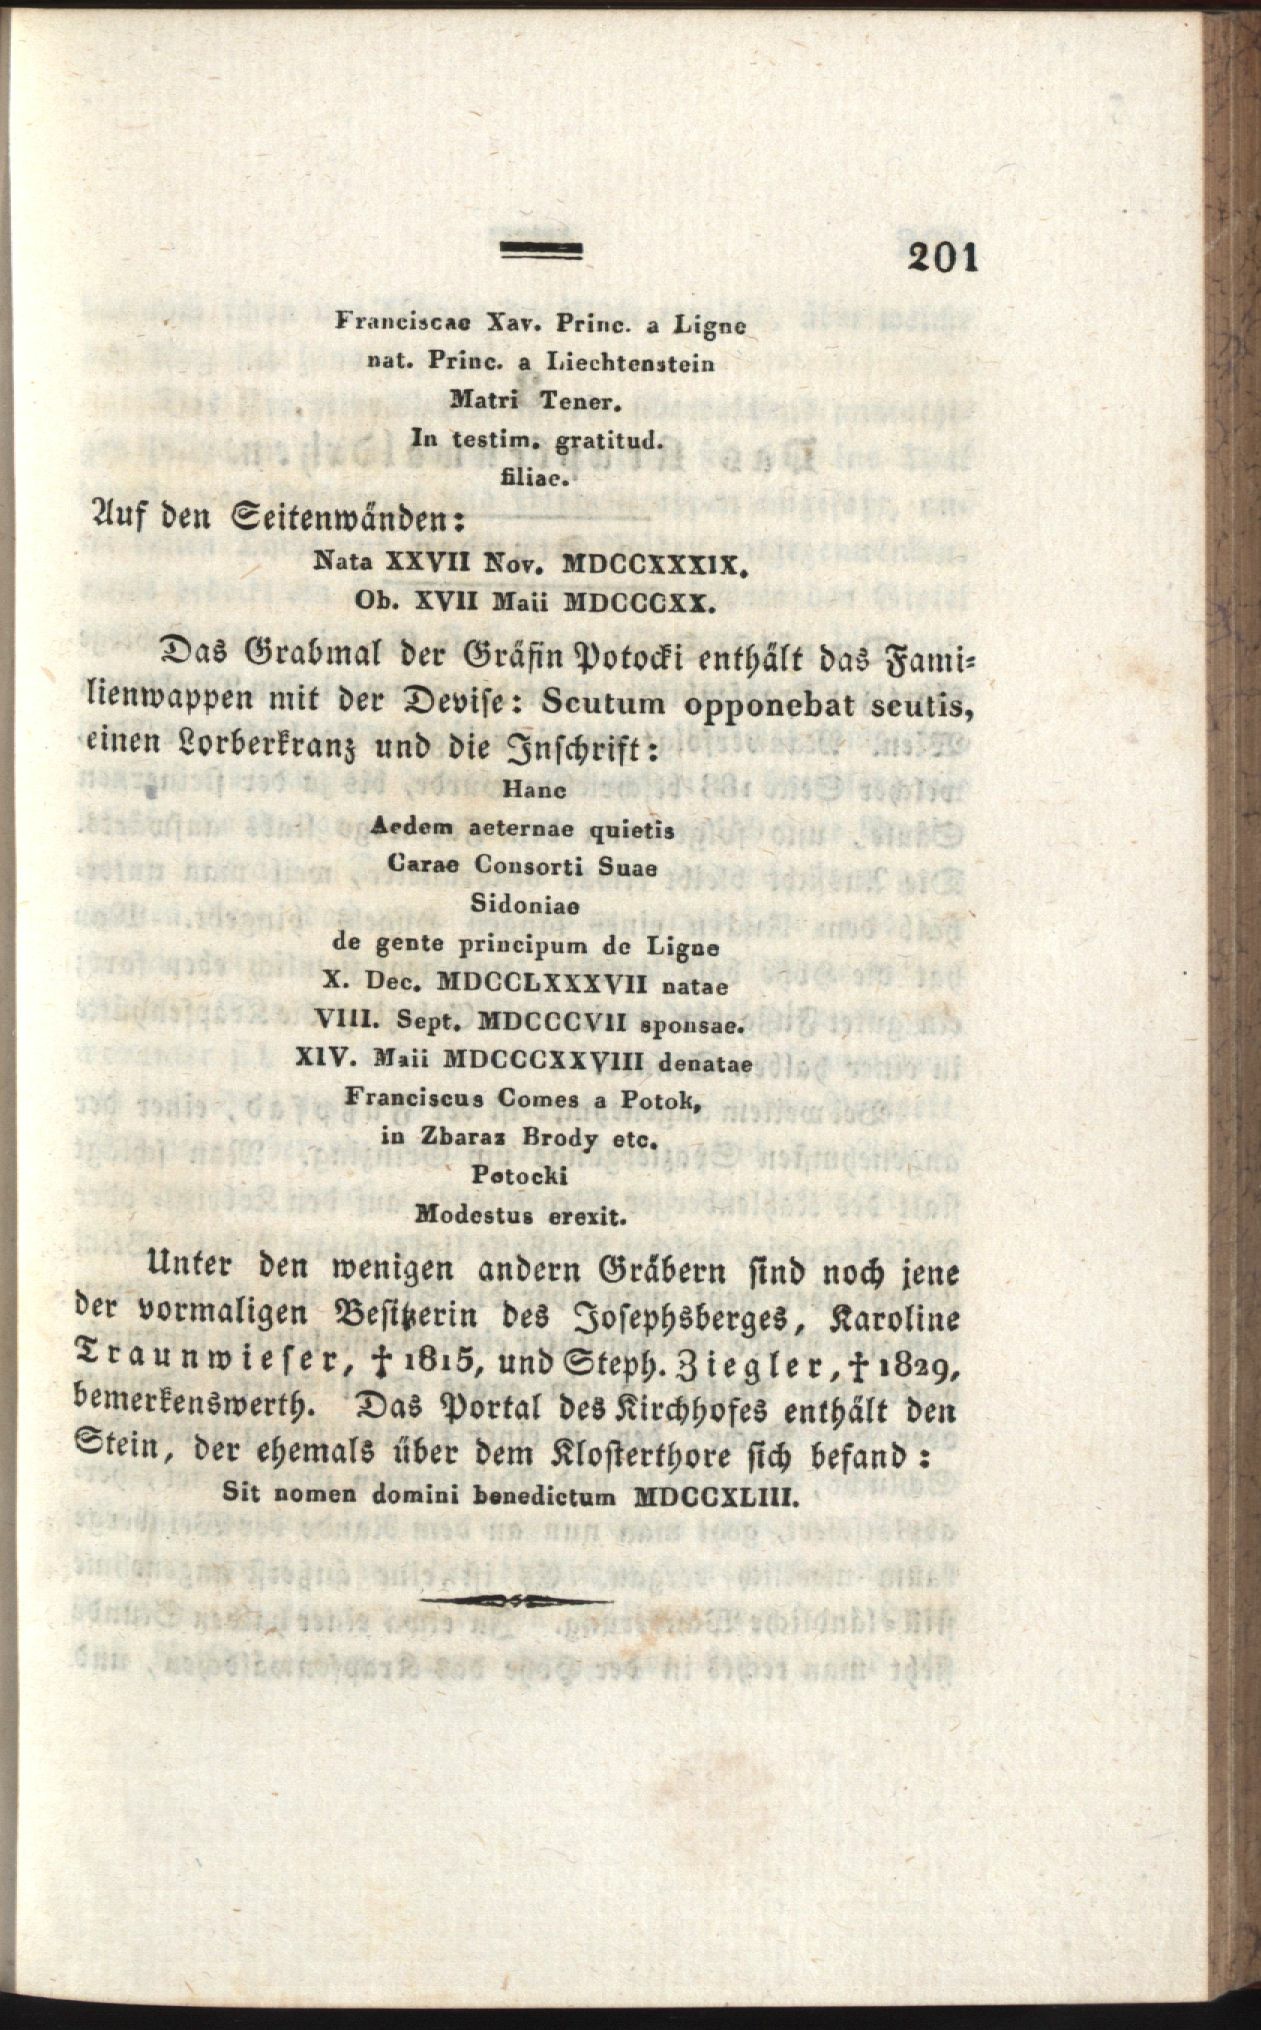 201
Franciscae Xav. Princ. a Ligne
nat. Princ. a Liechtenstein
Matri Tener.
In testim. gratitud.
filiae.
Auf den Seitenwänden:
Nata XXVII Nov. MDCCXXXIX.
Ob. XVII Maii MDCCCXX.
Das Grabmal der Gräfin Potocki enthält das Fami-
lienwappen mit der Devise: Scutum opponebat scutis,
einen Lorberkranz und die Inschrift:
Hanc
Aedem aeternae quietis
Carae Consorti Suae
Sidoniae
de gente principum de Ligne
X. Dec. MDCCLXXXVII natae
VIII. Sept. MDCCCVII sponsae.
XIV. Maii MDCCCXXVIII denatae
Franciscus Comes a Potok,
in Zbaraz Brody etc.
Potocki
Modestus erexit.
Unter den wenigen andern Gräbern sind noch jene
der vormaligen Besitzerin des Josephsberges, Karoline
Traunwieser, † 1815, und Steph. Ziegler, † 1829,
bemerkenswerth. Das Portal des Kirchhofes enthält den
Stein, der ehemals über dem Klosterthore sich befand:
Sit nomen domini benedictum MDCCXLIII.